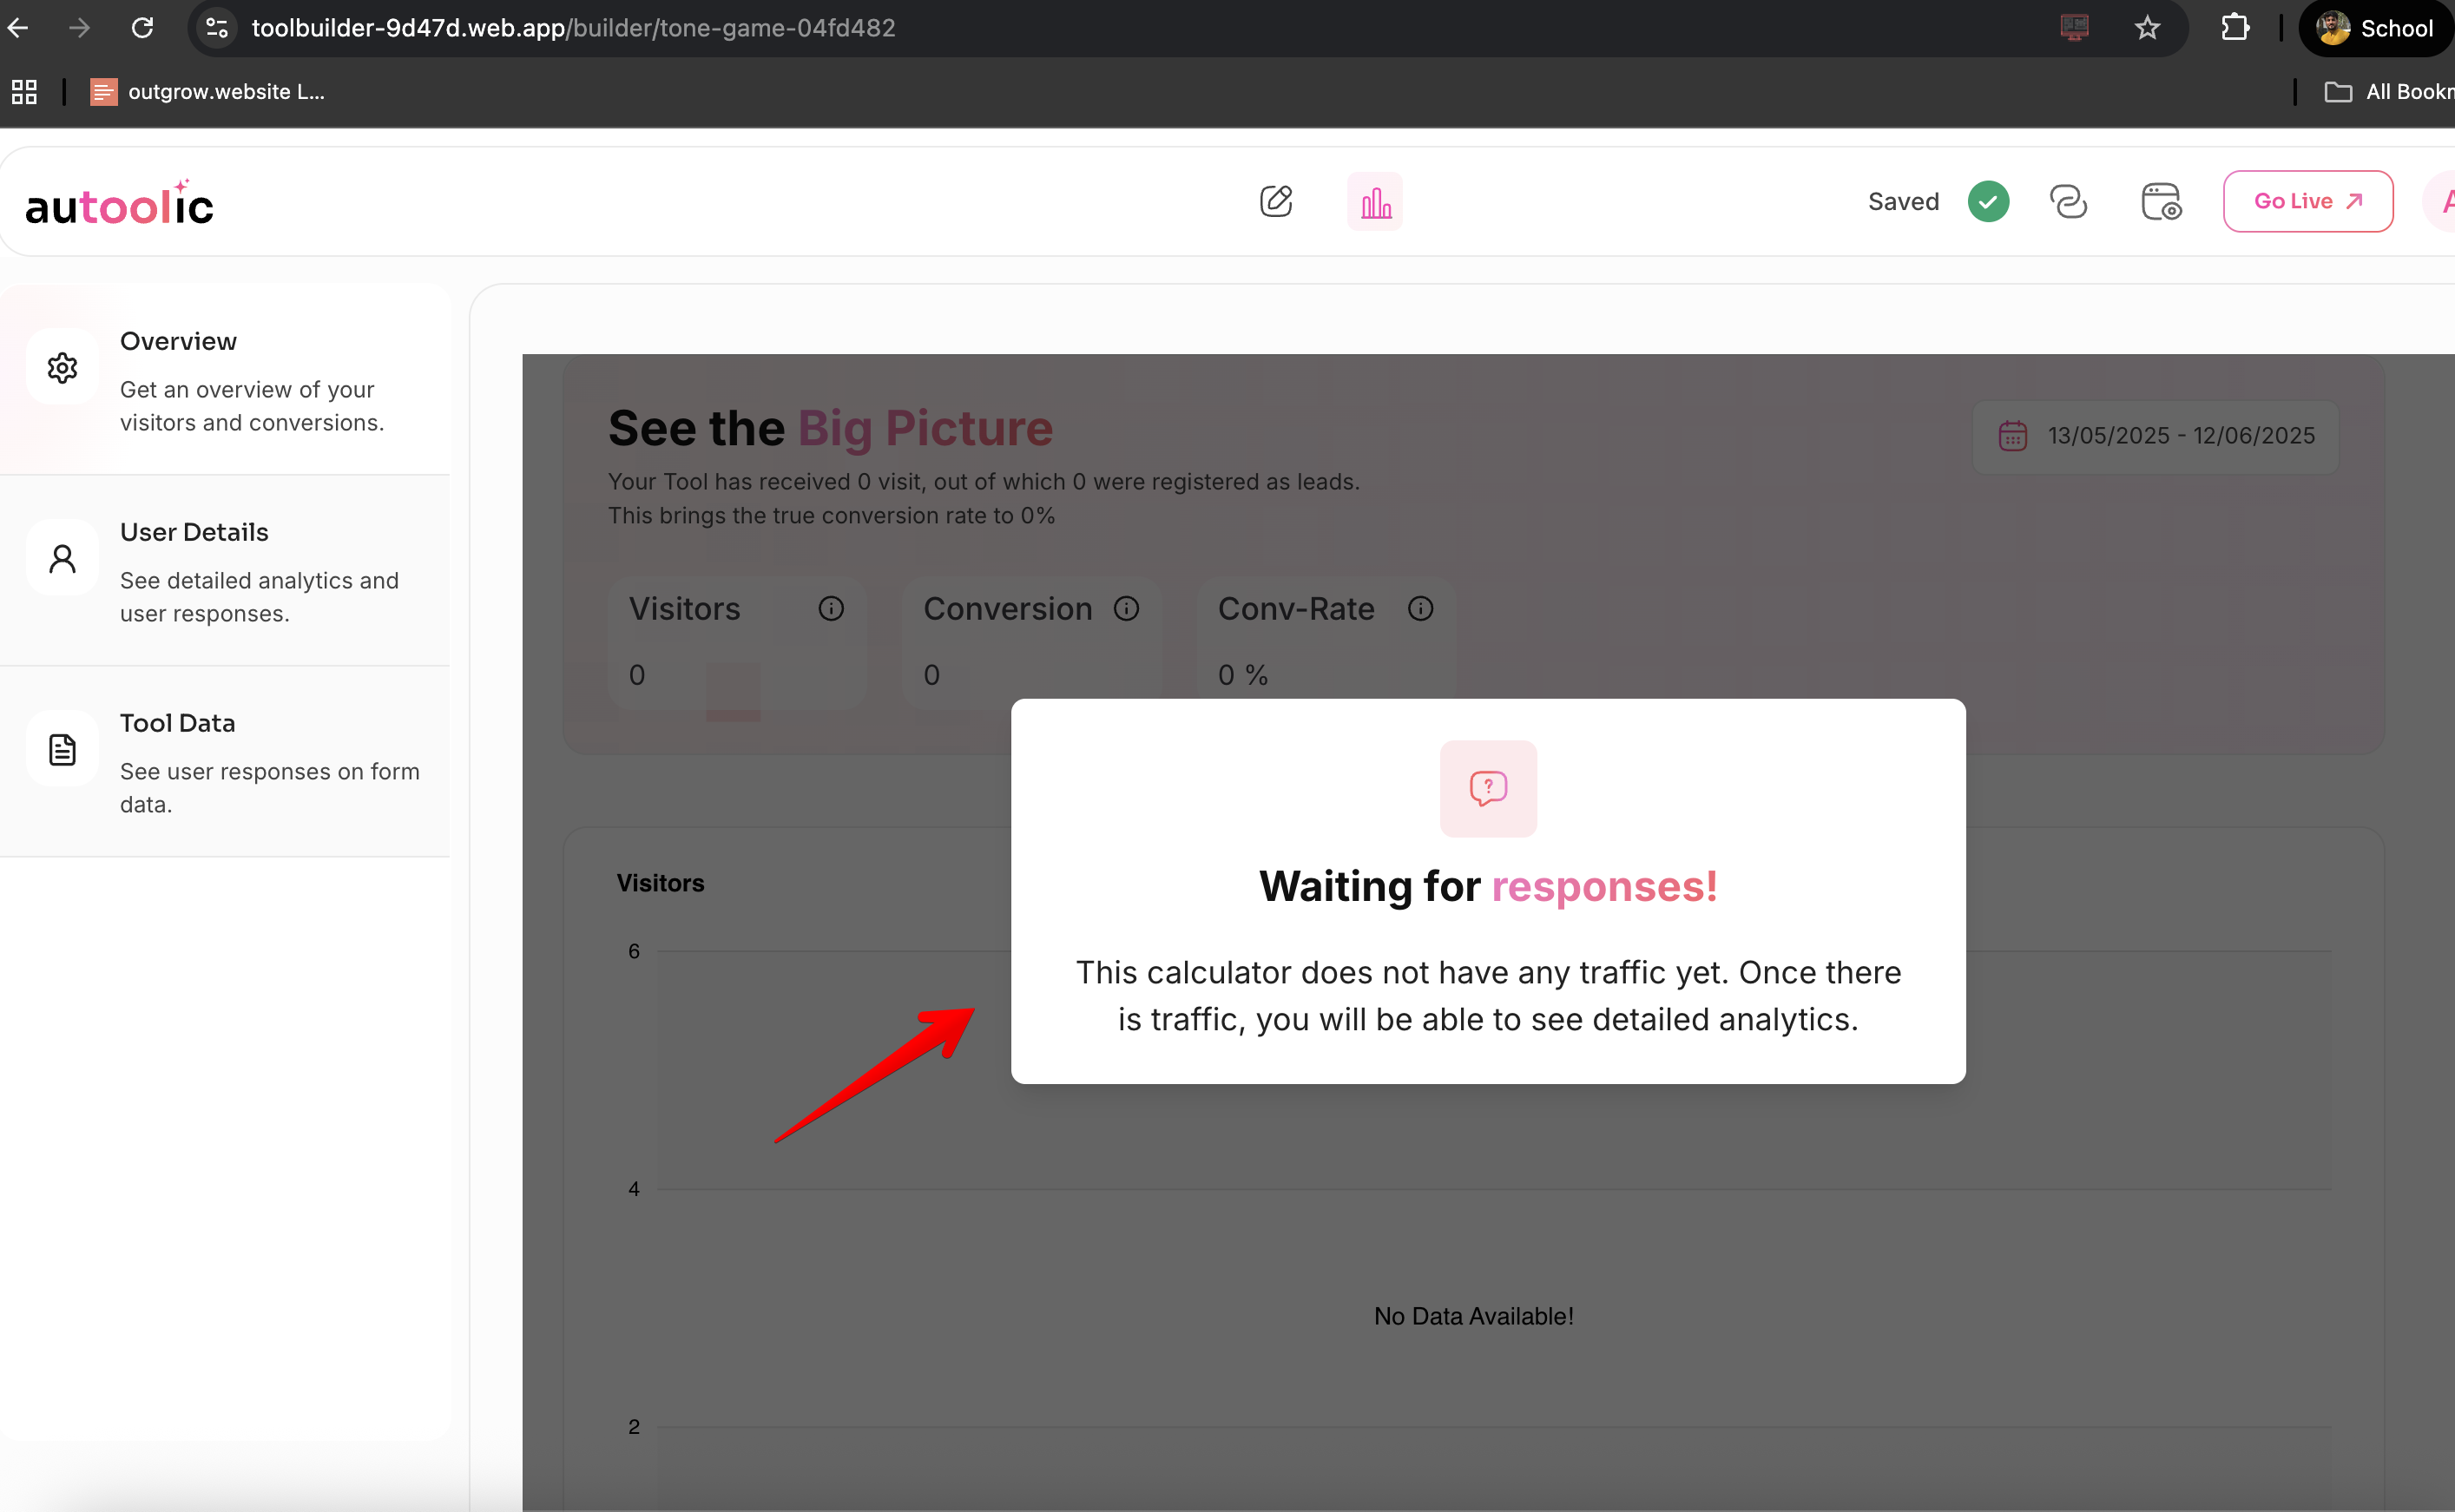 toolbuilder-9d47d.web.app/builder/tone-game-04fd482
School
outgrow.website L...
All Bookm
autoolic
Saved
Go Live
A
Overview
Get an overview of your
visitors and conversions.
User Details
See detailed analytics and
user responses.
Tool Data
See user responses on form
data.
See the Big Picture
13/05/2025 - 12/06/2025
Your Tool has received 0 visit, out of which 0 were registered as leads.
This brings the true conversion rate to 0%
Visitors
0
Conversion
0
Conv-Rate
0 %
?
Waiting for responses!
This calculator does not have any traffic yet. Once there
is traffic, you will be able to see detailed analytics.
Visitors
6
4
No Data Available!
2